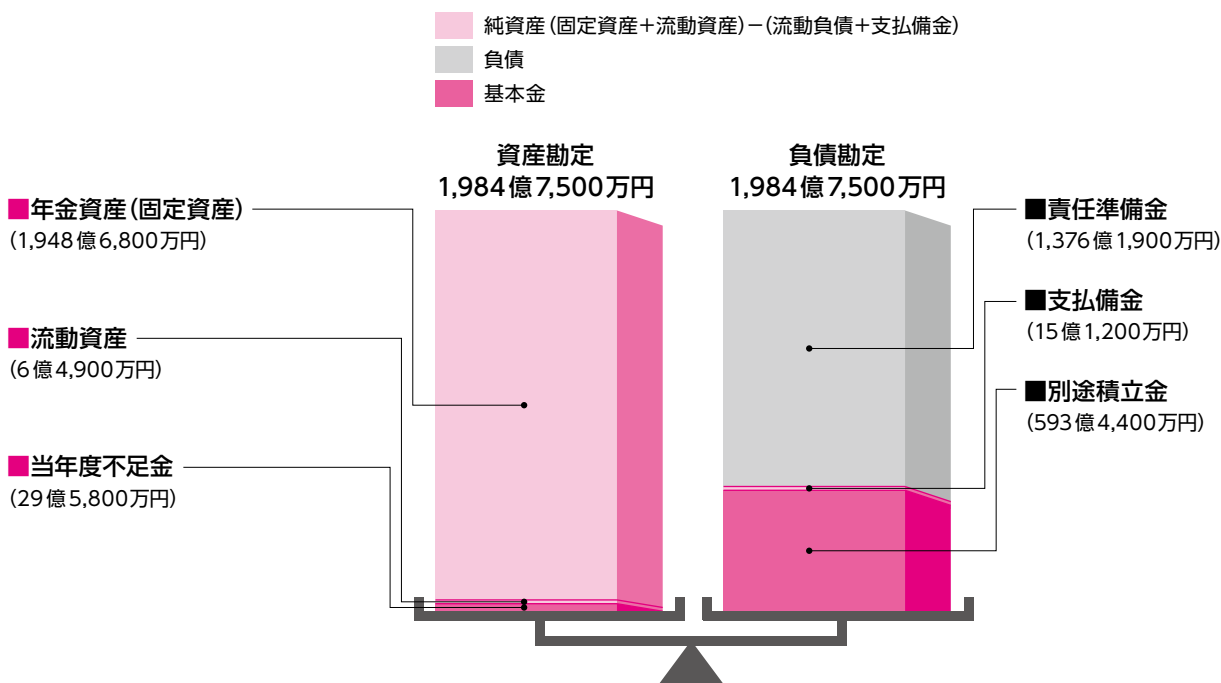 純資産(固定資産+流動資産)-(流動負債+支払備金)
負債
基本金
資産勘定
1,984億7,500万円
負債勘定
1,984億7,500万円
■年金資産(固定資産)
(1,948億6,800万円)
■流動資産
(6億4,900万円)
■当年度不足金
(29億5,800万円)
■責任準備金
(1,376億1,900万円)
■支払備金
(15億1,200万円)
■別途積立金
(593億4,400万円)